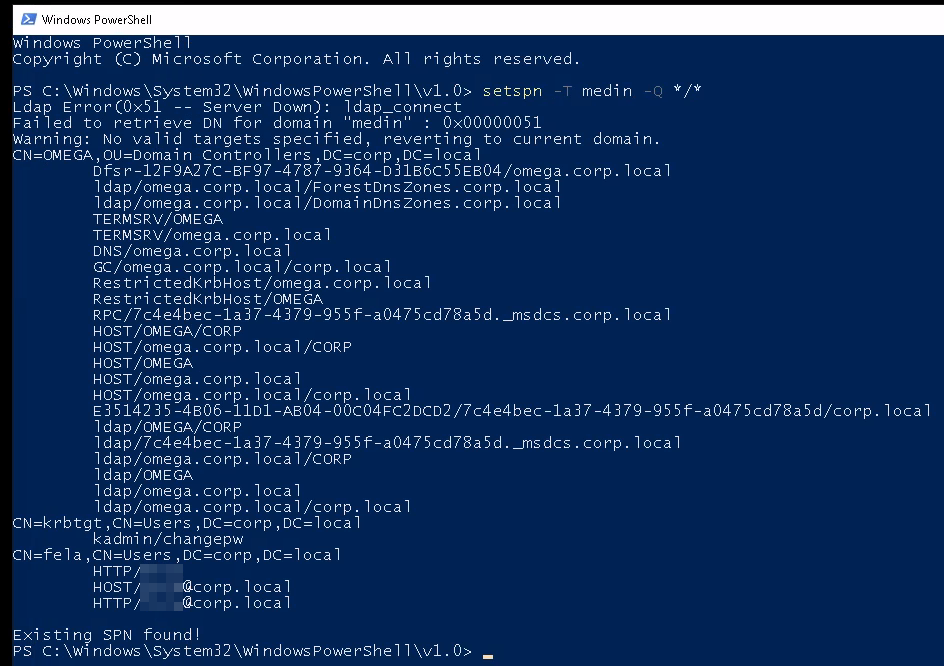 Windows PowerShell
Windows PowerShell
Copyright (C) Microsoft Corporation. All rights reserved.
PS C:\Windows\System32\WindowsPowerShell\v1.0> setspn -T medin -Q */*
Ldap Error(0x51 -- Server Down): ldap_connect
Failed to retrieve DN for domain "medin" : 0x00000051
Warning: No valid targets specified, reverting to current domain.
CN=OMEGA,OU=Domain Controllers,DC=corp,DC=local
Dfsr-12F9A27C-BF97-4787-9364-D31B6C55EB04/omega.corp.local
ldap/omega.corp.local/ForestDnsZones.corp.local
ldap/omega.corp.local/DomainDnsZones.corp.local
TERMSRV/OMEGA
TERMSRV/omega.corp.local
DNS/omega.corp.local
GC/omega.corp.local/corp.local
RestrictedKrbHost/omega.corp.local
RestrictedKrbHost/OMEGA
RPC/7c4e4bec-1a37-4379-955f-a0475cd78a5d._msdcs.corp.local
HOST/OMEGA/CORP
HOST/omega.corp.local/CORP
HOST/OMEGA
HOST/omega.corp.local
HOST/omega.corp.local/corp.local
E3514235-4B06-11D1-AB04-00C04FC2DCD2/7c4e4bec-1a37-4379-955f-a0475cd78a5d/corp.local
ldap/OMEGA/CORP
ldap/7c4e4bec-1a37-4379-955f-a0475cd78a5d._msdcs.corp.local
ldap/omega.corp.local/CORP
ldap/OMEGA
ldap/omega.corp.local
ldap/omega.corp.local/corp.local
CN=krbtgt,CN=Users,DC=corp,DC=local
kadmin/changepw
CN=fela,CN=Users,DC=corp,DC=local
HTTP/
HOST/ @corp.local
HTTP/ @corp.local
Existing SPN found!
PS C:\Windows\System32\WindowsPowerShell\v1.0>